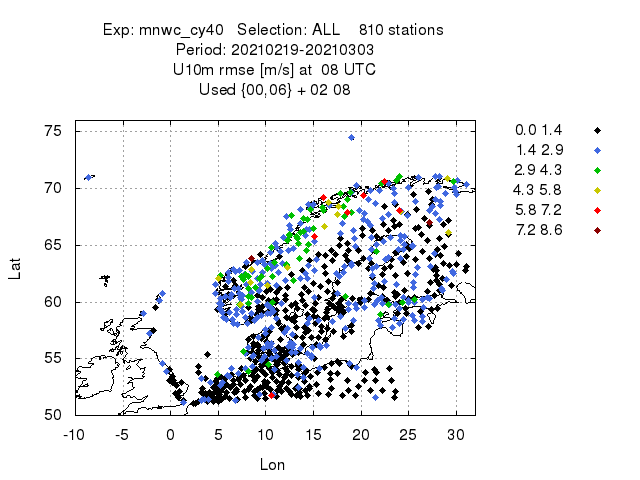 Exp: mnwc_cy40   Selection: ALL    810 stations
Period: 20210219-20210303
U10m rmse [m/s] at  08 UTC
Used {00,06} + 02 08
0.0 1.4
1.4 2.9
2.9 4.3
4.3 5.8
5.8 7.2
7.2 8.6
75
70
65
60
55
50
Lat
-10 -5 0 5 10 15 20 25 30
Lon